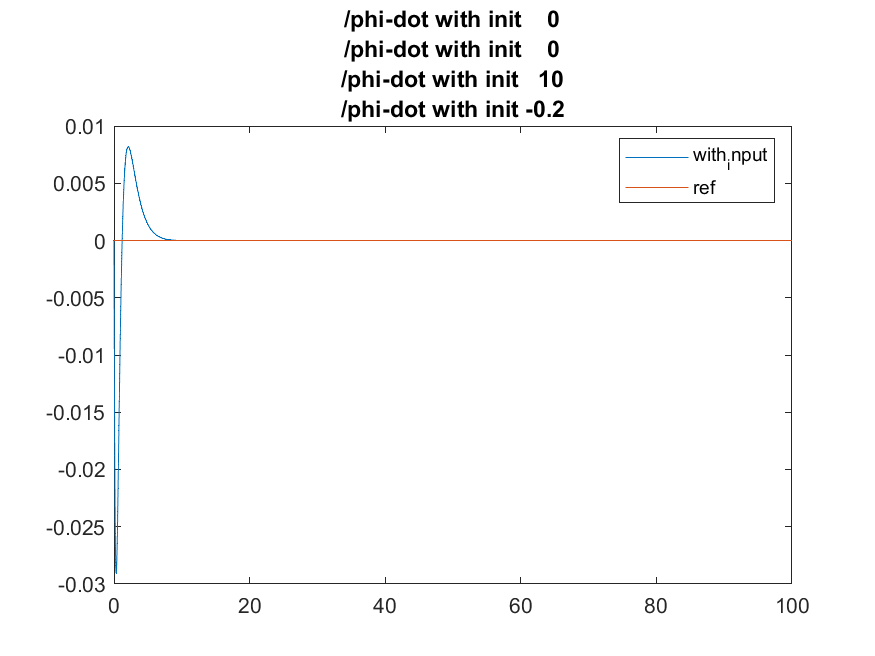 /phi-dot with init    0
/phi-dot with init    0
/phi-dot with init   10
/phi-dot with init -0.2
0.01
with_input
ref
0.005
0
-0.005
-0.01
-0.015
-0.02
-0.025
-0.03
0 20 40 60 80 100